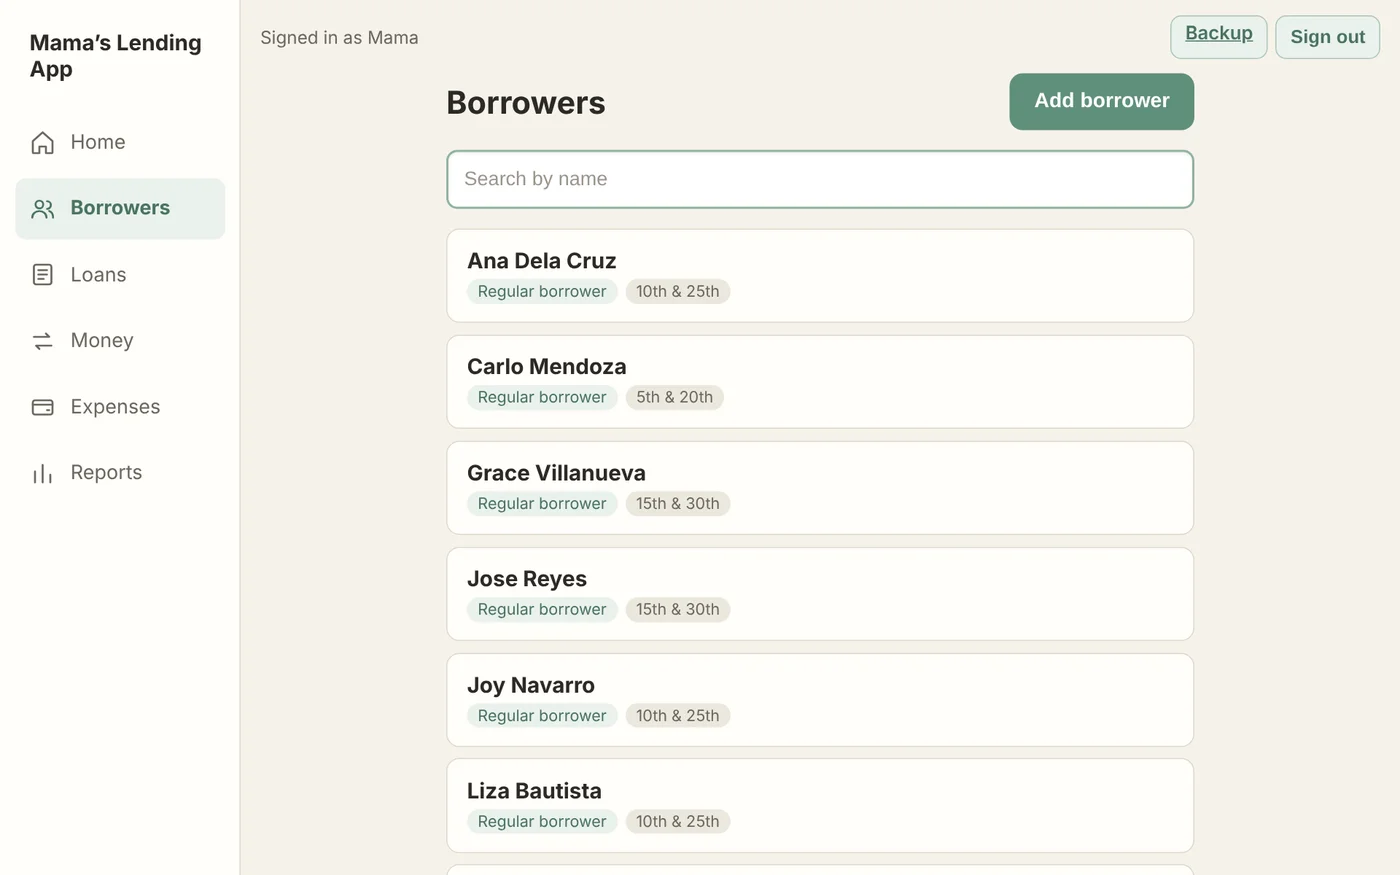 Mama’s Lending
App
Home
Borrowers
Loans
Money
Expenses
Reports
Signed in as Mama
Backup
Sign out
Borrowers
Add borrower
Search by name
Ana Dela Cruz
Regular borrower 10th & 25th
Carlo Mendoza
Regular borrower 5th & 20th
Grace Villanueva
Regular borrower 15th & 30th
Jose Reyes
Regular borrower 15th & 30th
Joy Navarro
Regular borrower 10th & 25th
Liza Bautista
Regular borrower 10th & 25th